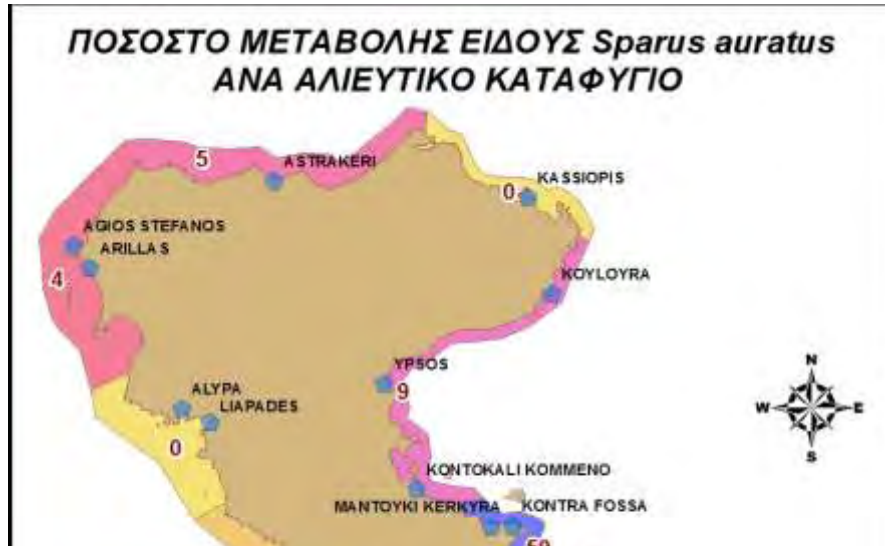 ΠΟΣΟΣΤΟ ΜΕΤΑΒΟΛΗΣ ΕΙΔΟΥΣ Sparus auratus
ΑΝΑ ΑΛΙΕΥΤΙΚΟ ΚΑΤΑΦΥΓΙΟ
5
ASTRAKERI
KASSIOPIS
0
AGIOS STEFANOS
ARILLAS
4
KOYLOYRA
N
W E
S
YPSOS
9
ALYPA
LIAPADES
0
KONTOKALI KOMMENO
MANTOYKI KERKYRA
KONTRA FOSSA